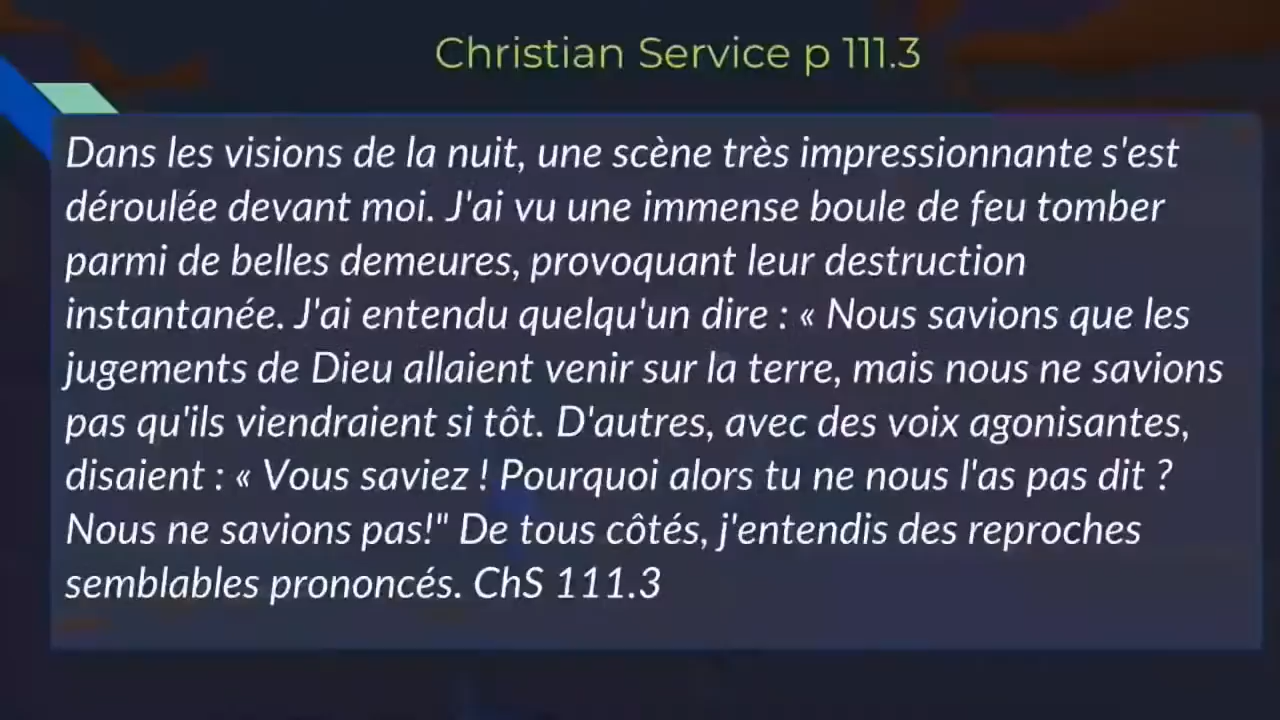 Christian Service p 111.3
Dans les visions de la nuit, une scène très impressionnante s'est
déroulée devant moi. J'ai vu une immense boule de feu tomber
parmi de belles demeures, provoquant leur destruction
instantanée. J'ai entendu quelqu'un dire : « Nous savions que les
jugements de Dieu allaient venir sur la terre, mais nous ne savions
pas qu'ils viendraient si tôt. D'autres, avec des voix agonisantes,
disaient : « Vous saviez ! Pourquoi alors tu ne nous l'as pas dit ?
Nous ne savions pas!" De tous côtés, j'entendis des reproches
semblables prononcés. ChS 111.3